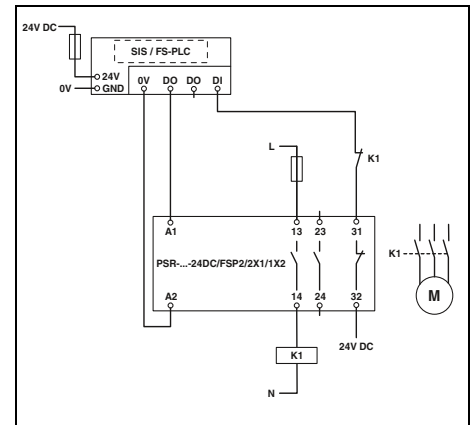 24V DC
SIS / FS-PLC
24V
0V GND
0V DO DO DI
L
K1
A1 13 23 31
PSR-...-24DC/FSP2/2X1/1X2
K1
M
A2 14 24 32
24V DC
K1
N